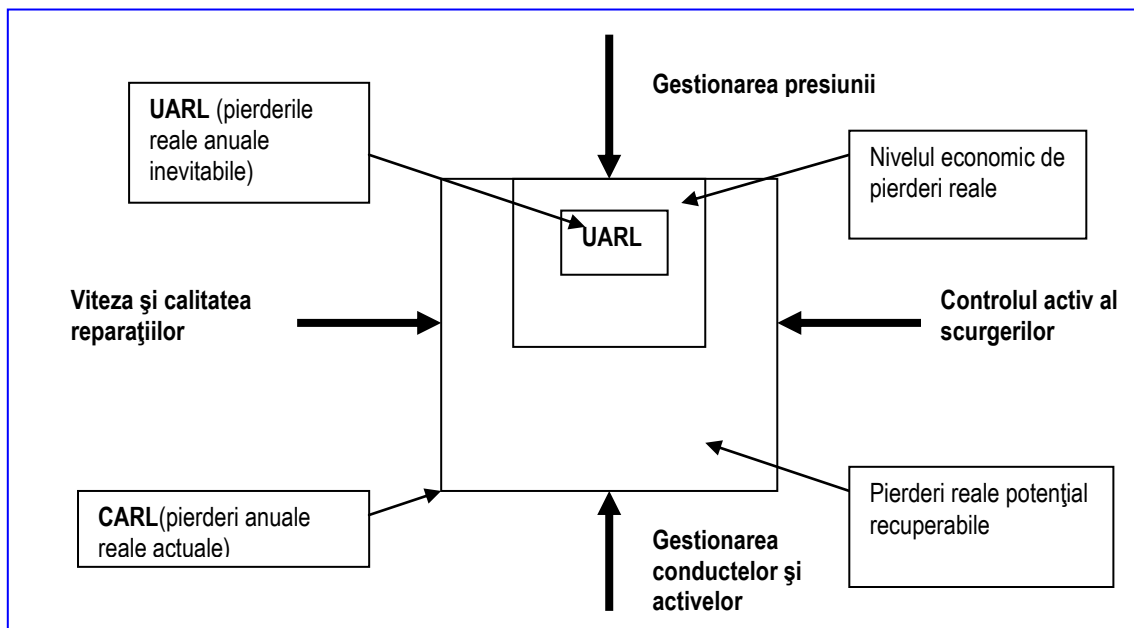 Gestionarea presiunii
UARL (pierderile
reale anuale
inevitabile)
Nivelul economic de
pierderi reale
UARL
Viteza şi calitatea
reparaţiilor
Controlul activ al
scurgerilor
CARL(pierderi anuale
reale actuale)
Pierderi reale potenţial
recuperabile
Gestionarea
conductelor şi
activelor